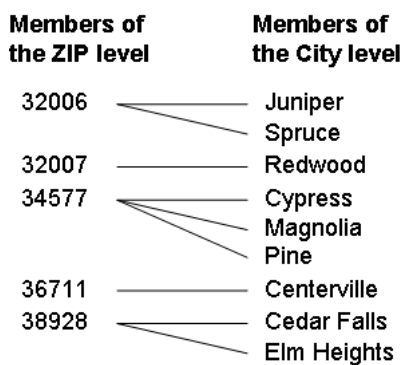 Members of the ZIP level
Members of the City level
32006
Juniper
Spruce
32007
Redwood
34577
Cypress
Magnolia
Pine
36711
Centerville
38928
Cedar Falls
Elm Heights